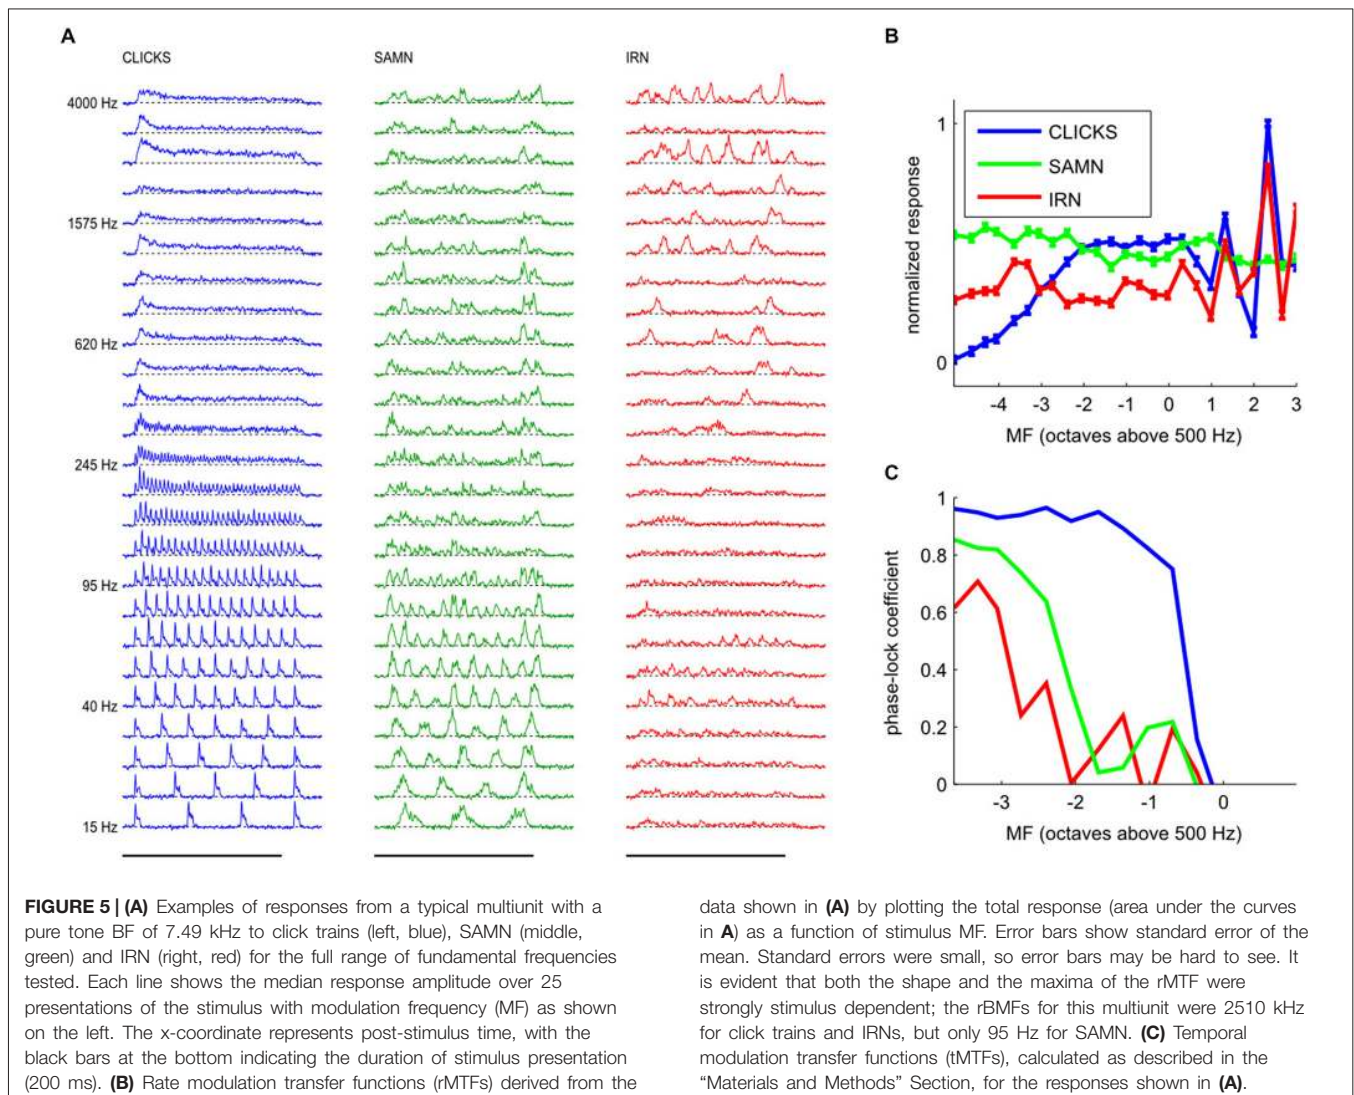 A
CLICKS
SAMN
IRN
4000 Hz
1575 Hz
620 Hz
245 Hz
95 Hz
40 Hz
15 Hz
B
CLICKS
SAMN
IRN
1
0
normalized response
-4 -3 -2 -1 0 1 2 3
MF (octaves above 500 Hz)
C
1
0.8
0.6
0.4
0.2
0
phase-lock coefficient
-3 -2 -1 0
MF (octaves above 500 Hz)
FIGURE 5 | (A) Examples of responses from a typical multiunit with a
pure tone BF of 7.49 kHz to click trains (left, blue), SAMN (middle,
green) and IRN (right, red) for the full range of fundamental frequencies
tested. Each line shows the median response amplitude over 25
presentations of the stimulus with modulation frequency (MF) as shown
on the left. The x-coordinate represents post-stimulus time, with the
black bars at the bottom indicating the duration of stimulus presentation
(200 ms). (B) Rate modulation transfer functions (rMTFs) derived from the
data shown in (A) by plotting the total response (area under the curves
in A) as a function of stimulus MF. Error bars show standard error of the
mean. Standard errors were small, so error bars may be hard to see. It
is evident that both the shape and the maxima of the rMTF were
strongly stimulus dependent; the rBMFs for this multiunit were 2510 kHz
for click trains and IRNs, but only 95 Hz for SAMN. (C) Temporal
modulation transfer functions (tMTFs), calculated as described in the
“Materials and Methods” Section, for the responses shown in (A).